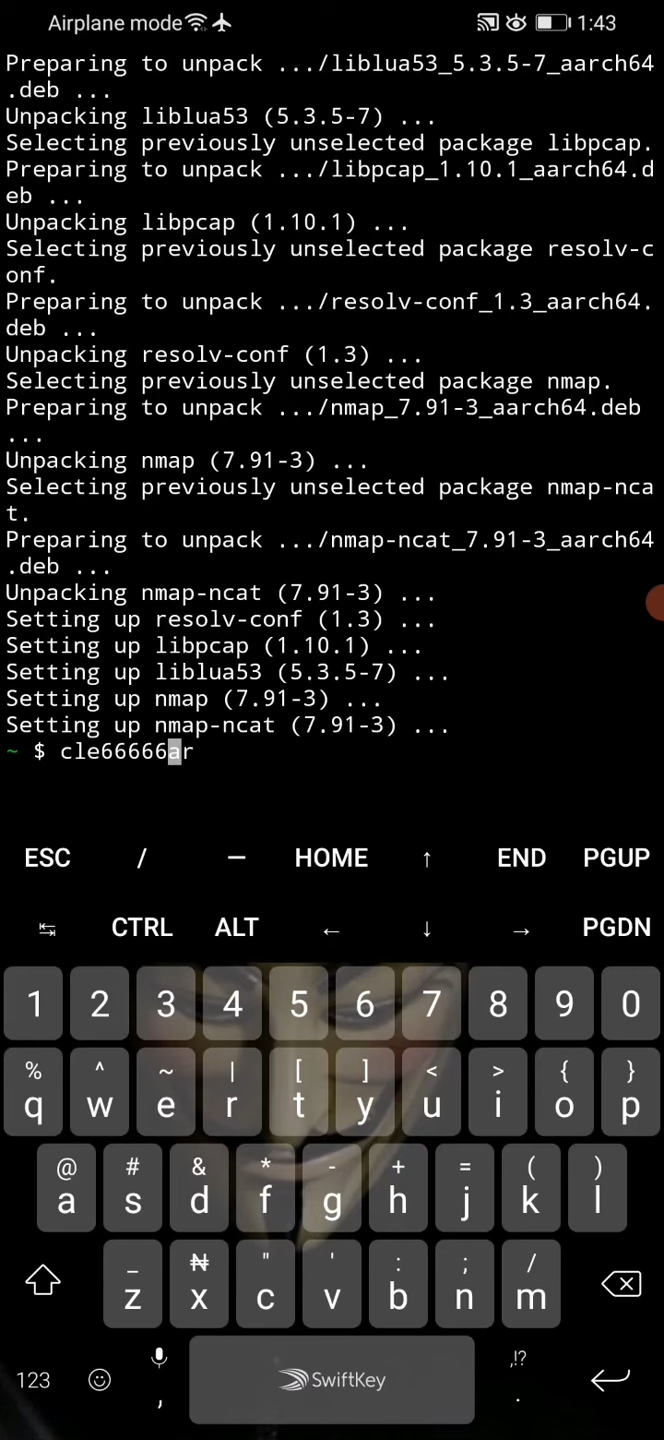 Airplane mode 1:43
Preparing to unpack .../liblua53_5.3.5-7_aarch64
.deb ...
Unpacking liblua53 (5.3.5-7) ...
Selecting previously unselected package libpcap.
Preparing to unpack .../libpcap_1.10.1_aarch64.d
eb ...
Unpacking libpcap (1.10.1) ...
Selecting previously unselected package resolv-c
onf.
Preparing to unpack .../resolv-conf_1.3_aarch64.
deb ...
Unpacking resolv-conf (1.3) ...
Selecting previously unselected package nmap.
Preparing to unpack .../nmap_7.91-3_aarch64.deb
...
Unpacking nmap (7.91-3) ...
Selecting previously unselected package nmap-nca
t.
Preparing to unpack .../nmap-ncat_7.91-3_aarch64
.deb ...
Unpacking nmap-ncat (7.91-3) ...
Setting up resolv-conf (1.3) ...
Setting up libpcap (1.10.1) ...
Setting up liblua53 (5.3.5-7) ...
Setting up nmap (7.91-3) ...
Setting up nmap-ncat (7.91-3) ...
~ $ cle66666ar
ESC / — HOME ↑ END PGUP
↹ CTRL ALT ← ↓ → PGDN
1 2 3 4 5 6 7 8 9 0
% ^ ~ | [ ] < > { }
q w e r t y u i o p
@ # & * - + = ( )
a s d f g h j k l
_ ₦ " ' : ; /
z x c v b n m
,!?
123 , SwiftKey .